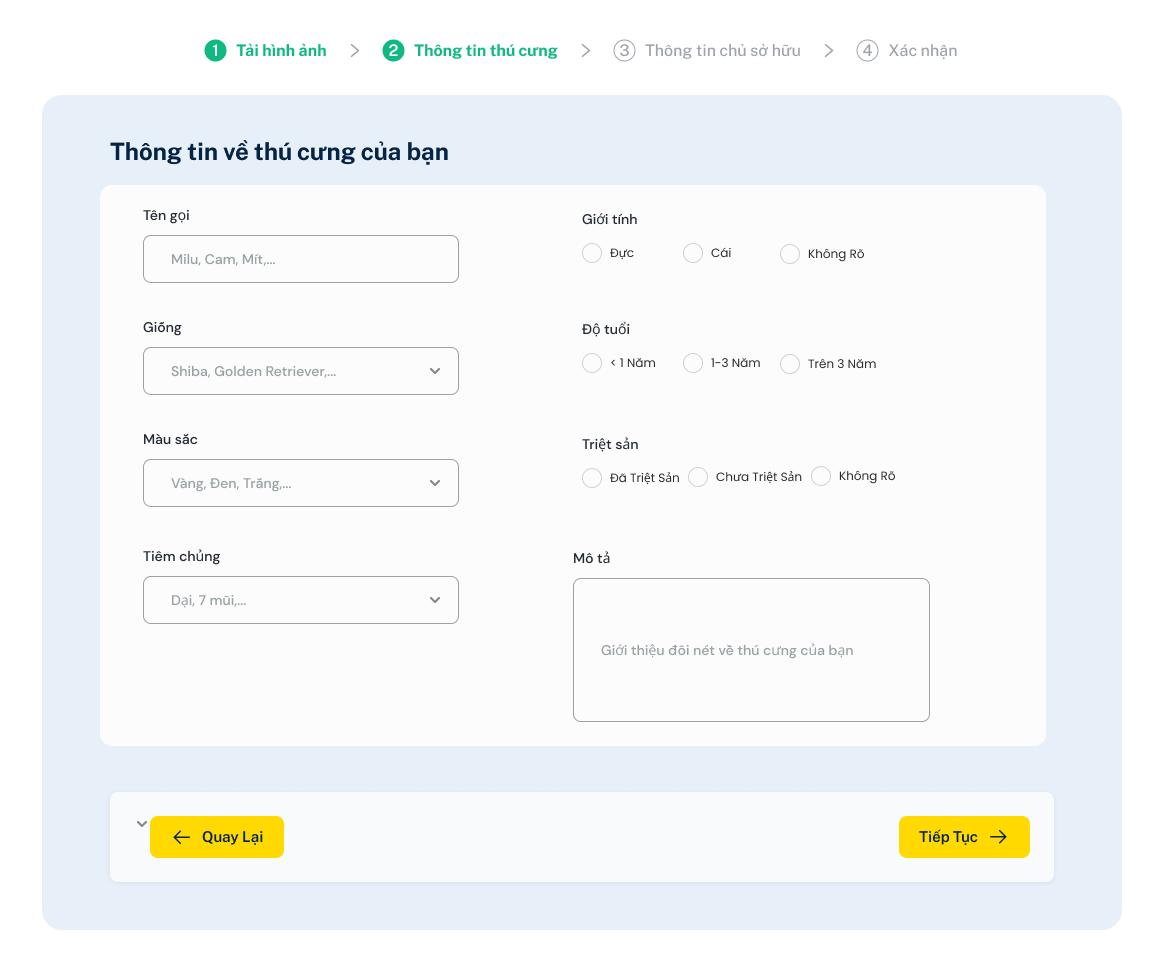 1 Tải hình ảnh > 2 Thông tin thú cưng > 3 Thông tin chủ sở hữu > 4 Xác nhận
Thông tin về thú cưng của bạn
Tên gọi
Milu, Cam, Mít,...
Giống
Shiba, Golden Retriever,...
Màu sắc
Vàng, Đen, Trắng,...
Tiêm chủng
Dại, 7 mũi,...
Giới tính
Đực Cái Không Rõ
Độ tuổi
< 1 Năm 1-3 Năm Trên 3 Năm
Triệt sản
Đã Triệt Sản Chưa Triệt Sản Không Rõ
Mô tả
Giới thiệu đôi nét về thú cưng của bạn
← Quay Lại
Tiếp Tục →